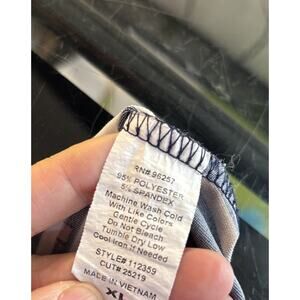 RN# 96257
95% POLYESTER
5% SPANDEX
Machine Wash Cold
With Like Colors
Gentle Cycle
Do Not Bleach
Tumble Dry Low
Cool Iron if Needed
STYLE# 112359
CUT# 25219
MADE IN VIETNAM
XL